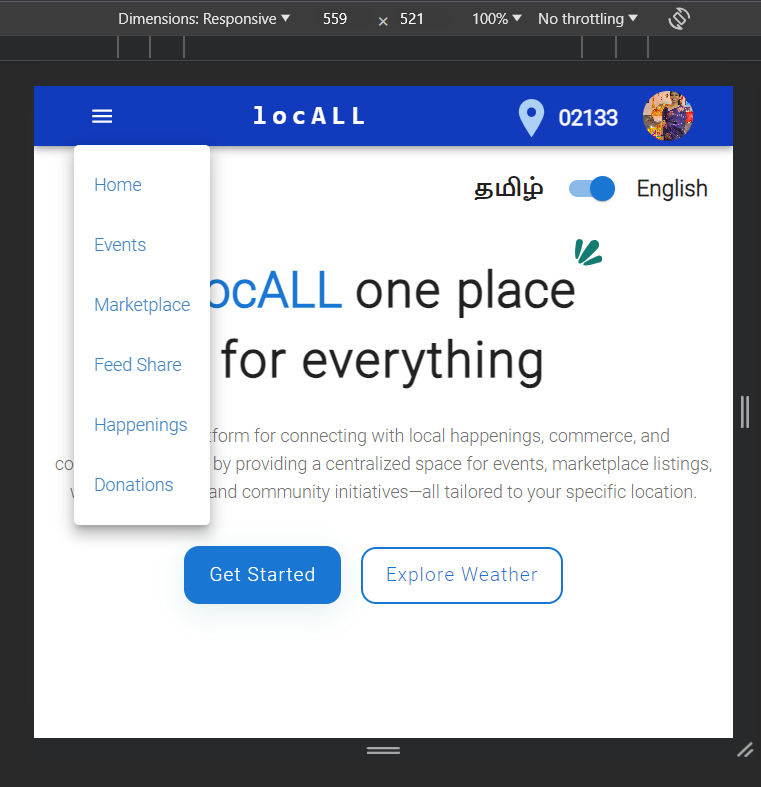 Dimensions: Responsive 559 × 521 100% No throttling
locALL 02133
தமிழ் English
Home
Events
Marketplace
Feed Share
Happenings
Donations
ocALL one place
for everything
tform for connecting with local happenings, commerce, and
co by providing a centralized space for events, marketplace listings,
and community initiatives—all tailored to your specific location.
Get Started Explore Weather